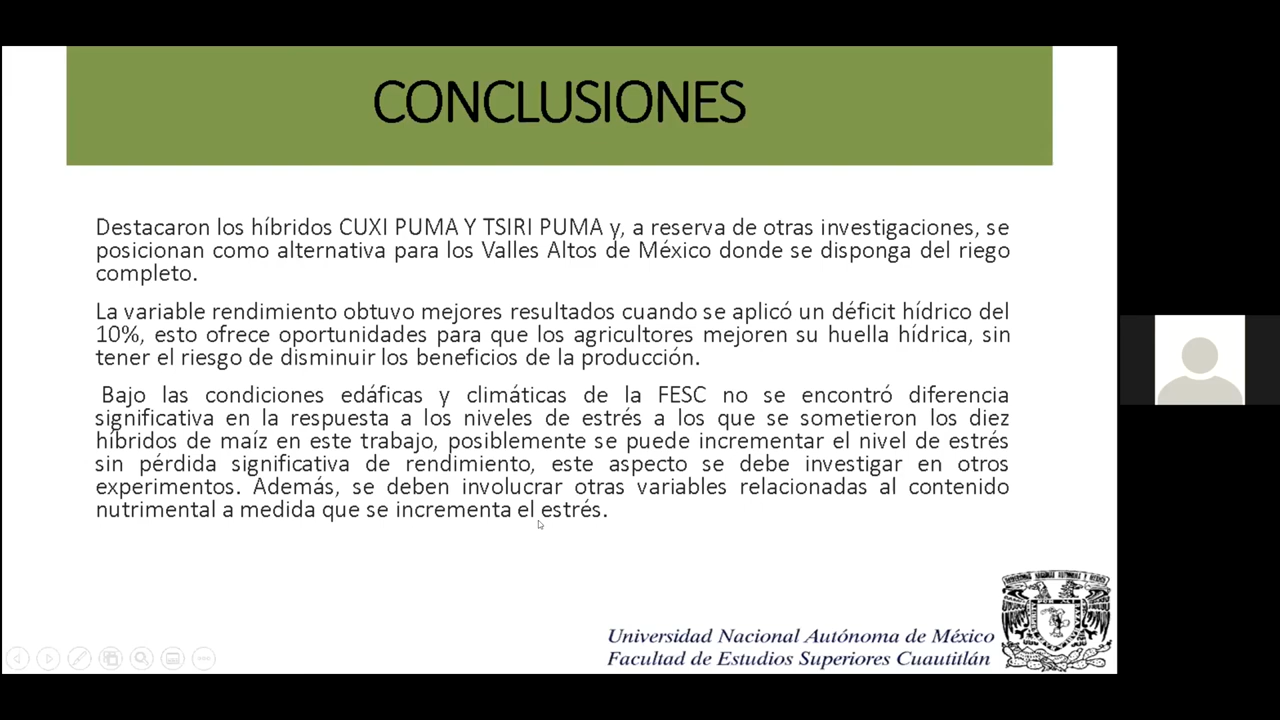 CONCLUSIONES
Destacaron los híbridos CUXI PUMA Y TSIRI PUMA y, a reserva de otras investigaciones, se
posicionan como alternativa para los Valles Altos de México donde se disponga del riego
completo.
La variable rendimiento obtuvo mejores resultados cuando se aplicó un déficit hídrico del
10%, esto ofrece oportunidades para que los agricultores mejoren su huella hídrica, sin
tener el riesgo de disminuir los beneficios de la producción.
Bajo las condiciones edáficas y climáticas de la FESC no se encontró diferencia
significativa en la respuesta a los niveles de estrés a los que se sometieron los diez
híbridos de maíz en este trabajo, posiblemente se puede incrementar el nivel de estrés
sin pérdida significativa de rendimiento, este aspecto se debe investigar en otros
experimentos. Además, se deben involucrar otras variables relacionadas al contenido
nutrimental a medida que se incrementa el estrés.
Universidad Nacional Autónoma de México
Facultad de Estudios Superiores Cuautitlán